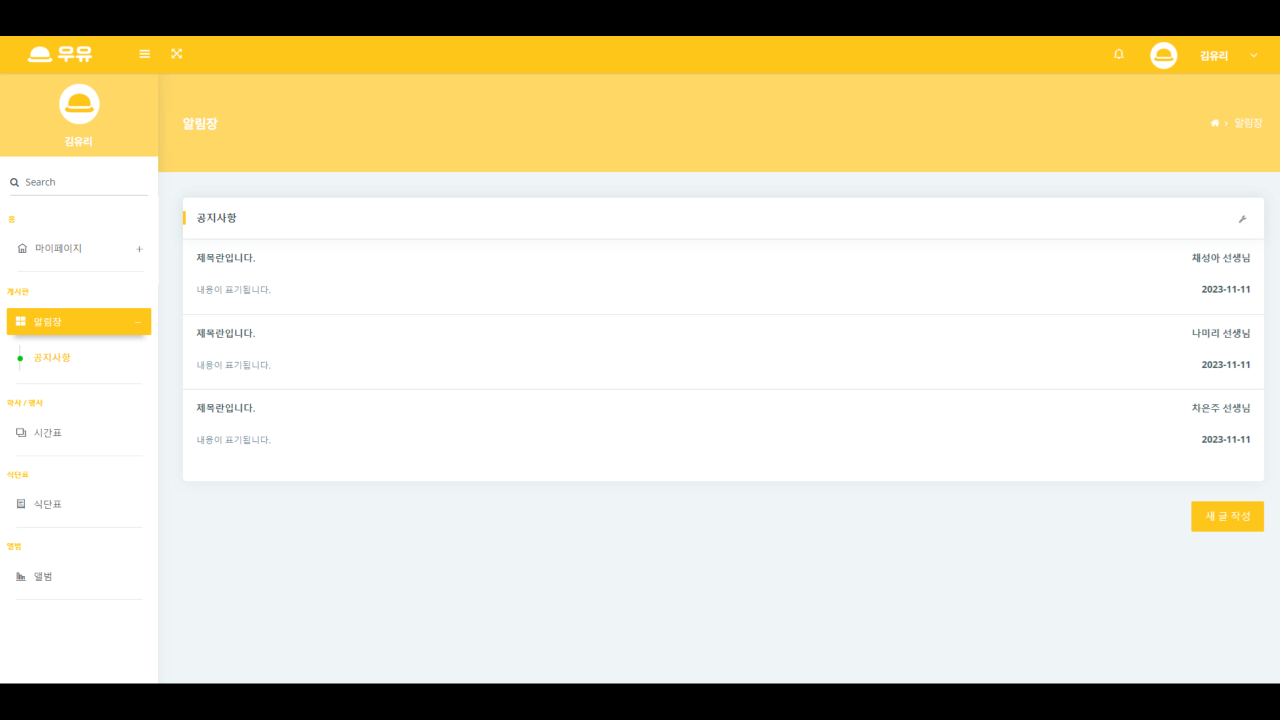 우유
김유리
김유리
Search
홈
마이페이지
게시판
알림장
공지사항
학사 / 행사
시간표
식단표
식단표
앨범
앨범
알림장
알림장
공지사항
제목란입니다. 채성아 선생님
내용이 표기됩니다. 2023-11-11
제목란입니다. 나미리 선생님
내용이 표기됩니다. 2023-11-11
제목란입니다. 차은주 선생님
내용이 표기됩니다. 2023-11-11
새 글 작성